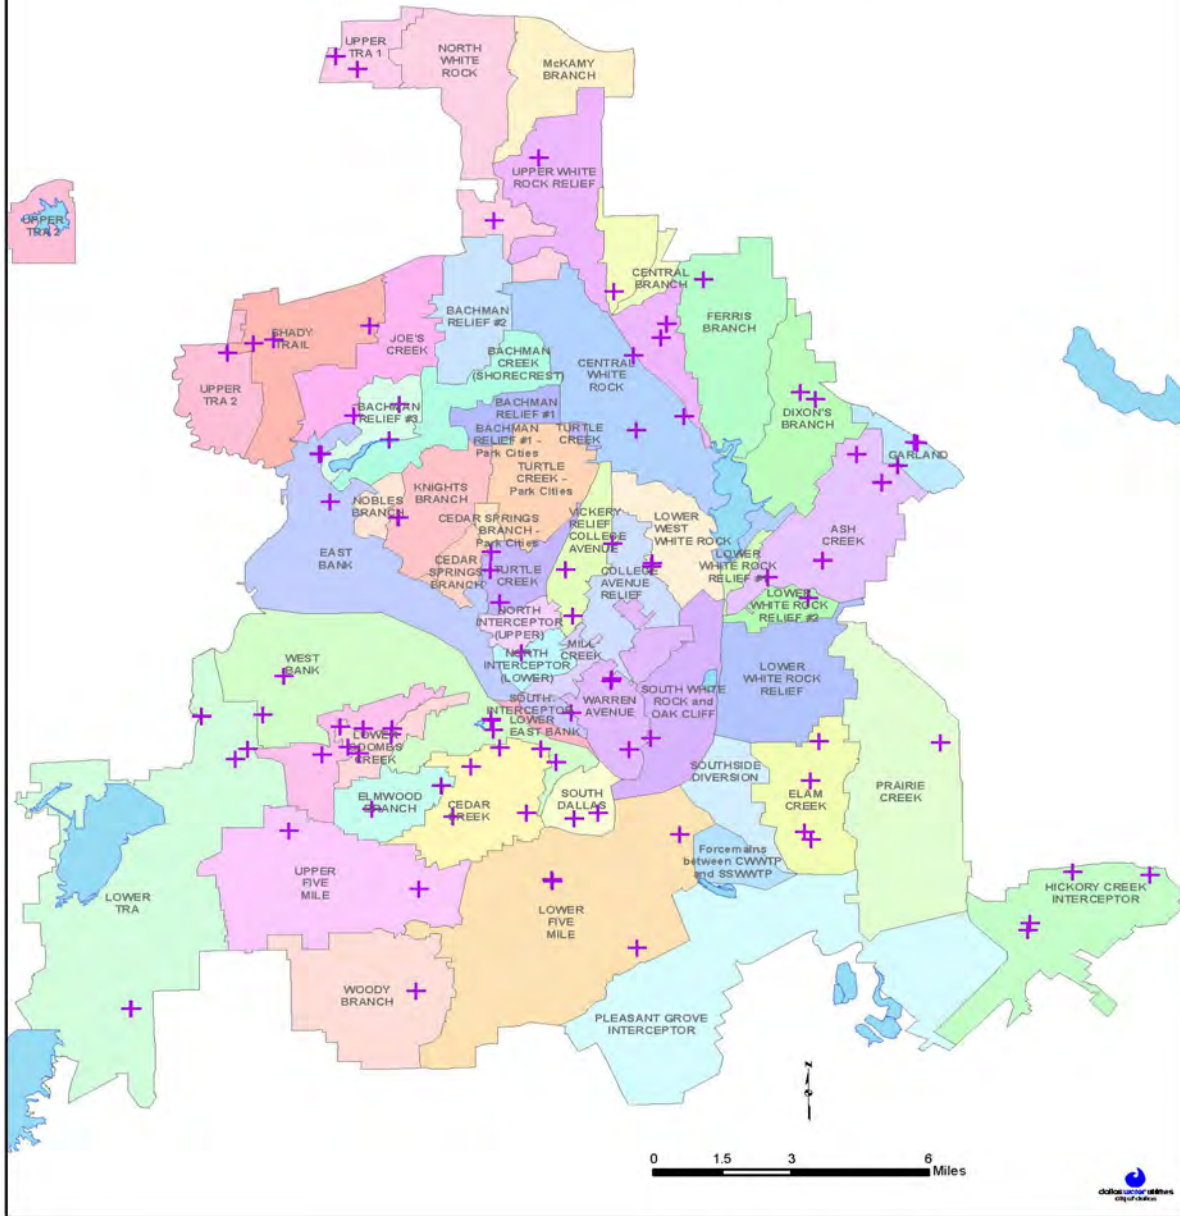 UPPER
TRA 1
NORTH
WHITE
ROCK
McKAMY
BRANCH
UPPER WHITE
ROCK RELIEF
UPPER
TRA 2
CENTRAL
BRANCH
FERRIS
BRANCH
BACHMAN
RELIEF #2
SHADY
TRAIL
JOE'S
CREEK
BACHMAN
CREEK
(SHORECREST)
CENTRAL
WHITE
ROCK
UPPER
TRA 2
BACHMAN
RELIEF #3
BACHMAN
RELIEF #1
DIXON'S
BRANCH
BACHMAN
RELIEF #1 -
Park Cities
TURTLE
CREEK
GARLAND
TURTLE
CREEK -
Park Cities
KNIGHTS
BRANCH
NOBLES
BRANCH
CEDAR SPRINGS
BRANCH -
Park Cities
VICKERY
RELIEF
COLLEGE
AVENUE
LOWER
WEST
WHITE ROCK
ASH
CREEK
EAST
BANK
CEDAR
SPRINGS
BRANCH
TURTLE
CREEK
COLLEGE
AVENUE
RELIEF
LOWER
WHITE ROCK
RELIEF #1
LOWER
WHITE ROCK
RELIEF #2
NORTH
INTERCEPTOR
(UPPER)
MILL
CREEK
NORTH
INTERCEPTOR
(LOWER)
WEST
BANK
LOWER
WHITE ROCK
RELIEF
SOUTH
INTERCEPTOR
WARREN
AVENUE
SOUTH WHITE
ROCK and
OAK CLIFF
LOWER
EAST BANK
LOWER
COOMBS
CREEK
SOUTHSIDE
DIVERSION
ELAM
CREEK
PRAIRIE
CREEK
ELMWOOD
BRANCH
CEDAR
CREEK
SOUTH
DALLAS
Forcemains
between CWWTP
and SSWWTP
UPPER
FIVE
MILE
HICKORY CREEK
INTERCEPTOR
LOWER
TRA
LOWER
FIVE
MILE
WOODY
BRANCH
PLEASANT GROVE
INTERCEPTOR
N
0 1.5 3 6
Miles
dallas water utilities
city of dallas